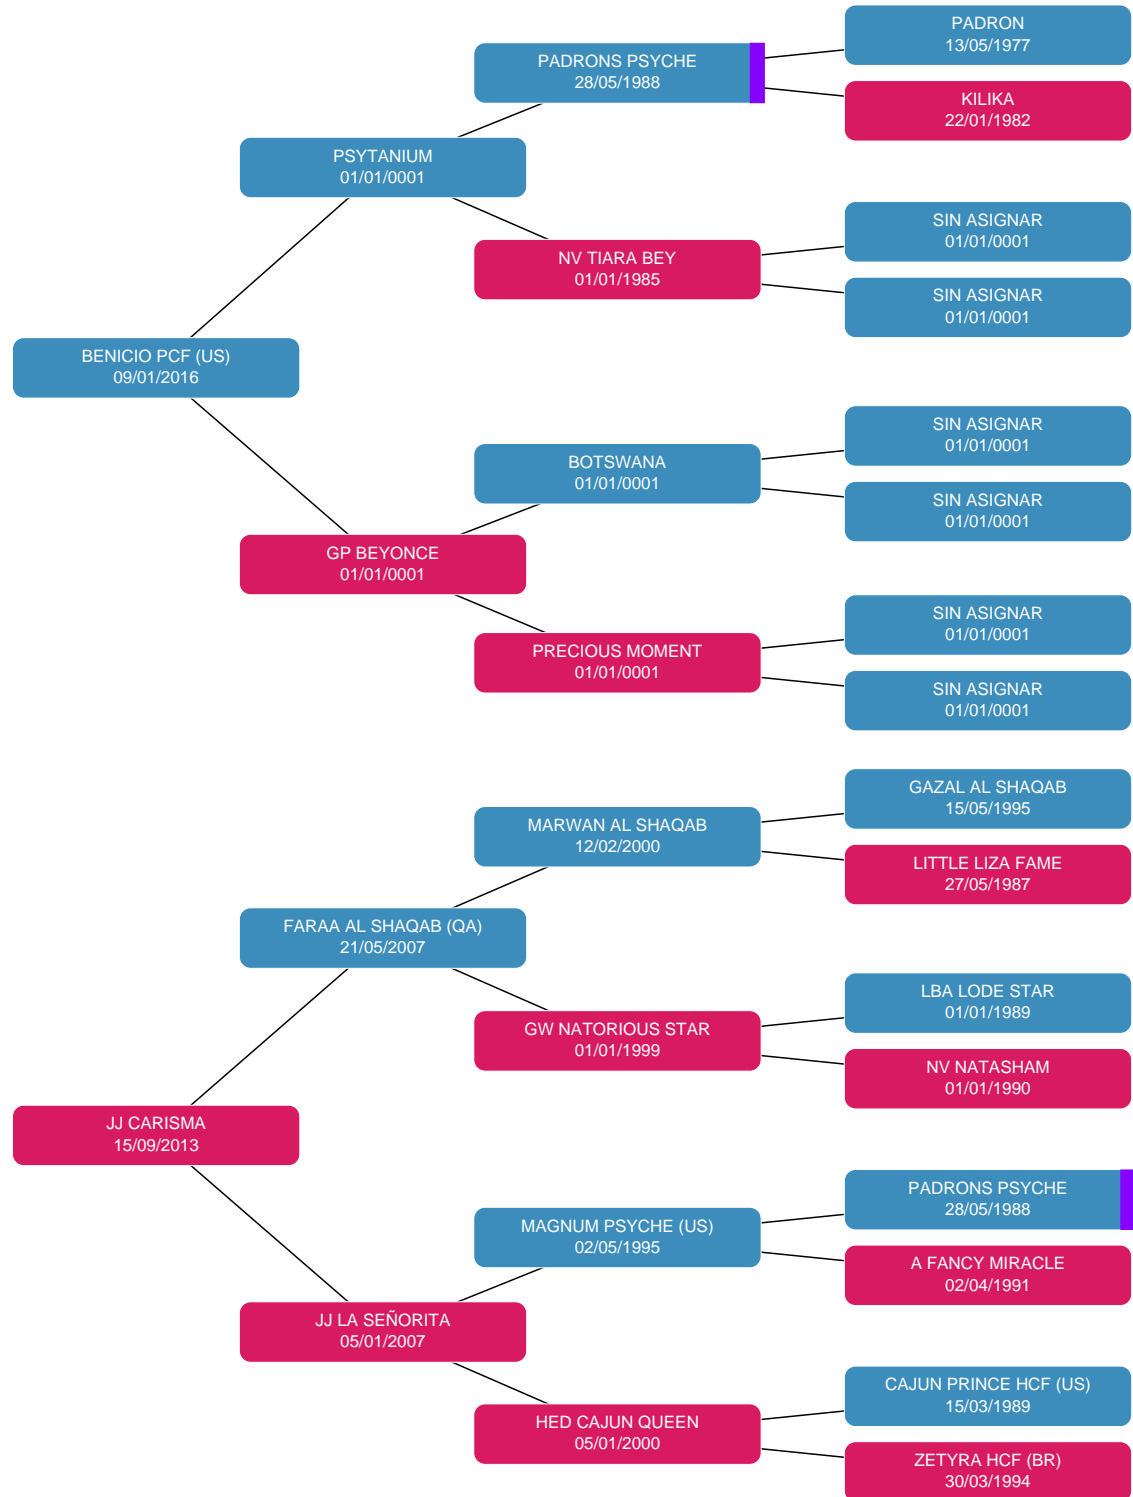 PADRON
13/05/1977
PADRONS PSYCHE
28/05/1988
KILIKA
22/01/1982
PSYTANIUM
01/01/0001
SIN ASIGNAR
01/01/0001
NV TIARA BEY
01/01/1985
SIN ASIGNAR
01/01/0001
BENICIO PCF (US)
09/01/2016
SIN ASIGNAR
01/01/0001
BOTSWANA
01/01/0001
SIN ASIGNAR
01/01/0001
GP BEYONCE
01/01/0001
SIN ASIGNAR
01/01/0001
PRECIOUS MOMENT
01/01/0001
SIN ASIGNAR
01/01/0001
GAZAL AL SHAQAB
15/05/1995
MARWAN AL SHAQAB
12/02/2000
LITTLE LIZA FAME
27/05/1987
FARAA AL SHAQAB (QA)
21/05/2007
LBA LODE STAR
01/01/1989
GW NATORIOUS STAR
01/01/1999
NV NATASHAM
01/01/1990
JJ CARISMA
15/09/2013
PADRONS PSYCHE
28/05/1988
MAGNUM PSYCHE (US)
02/05/1995
A FANCY MIRACLE
02/04/1991
JJ LA SEÑORITA
05/01/2007
CAJUN PRINCE HCF (US)
15/03/1989
HED CAJUN QUEEN
05/01/2000
ZETYRA HCF (BR)
30/03/1994